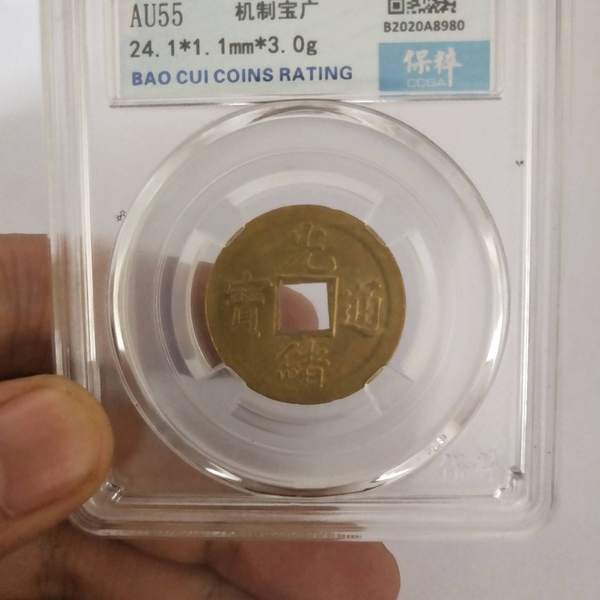 AU55 机制宝广
24.1*1.1mm*3.0g
BAO CUI COINS RATING
B2020A8980
保粹
CCGA
光
寶 通
緒